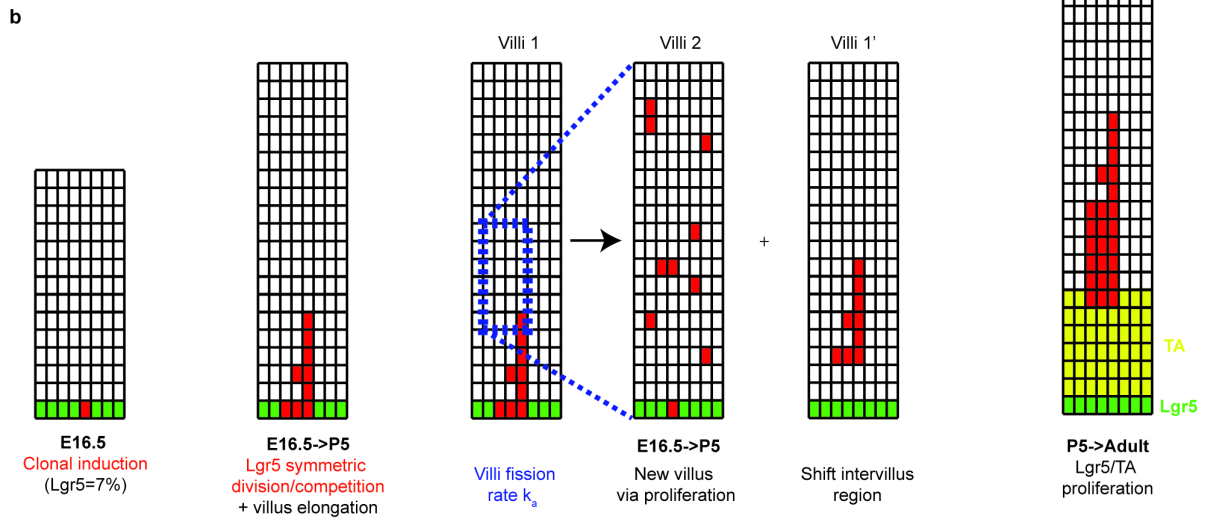 b
Villi 1
Villi 2
Villi 1’
+
TA
Lgr5
E16.5
Clonal induction
(Lgr5=7%)
E16.5->P5
Lgr5 symmetric
division/competition
+ villus elongation
Villi fission
rate ka
E16.5->P5
New villus
via proliferation
Shift intervillus
region
P5->Adult
Lgr5/TA
proliferation